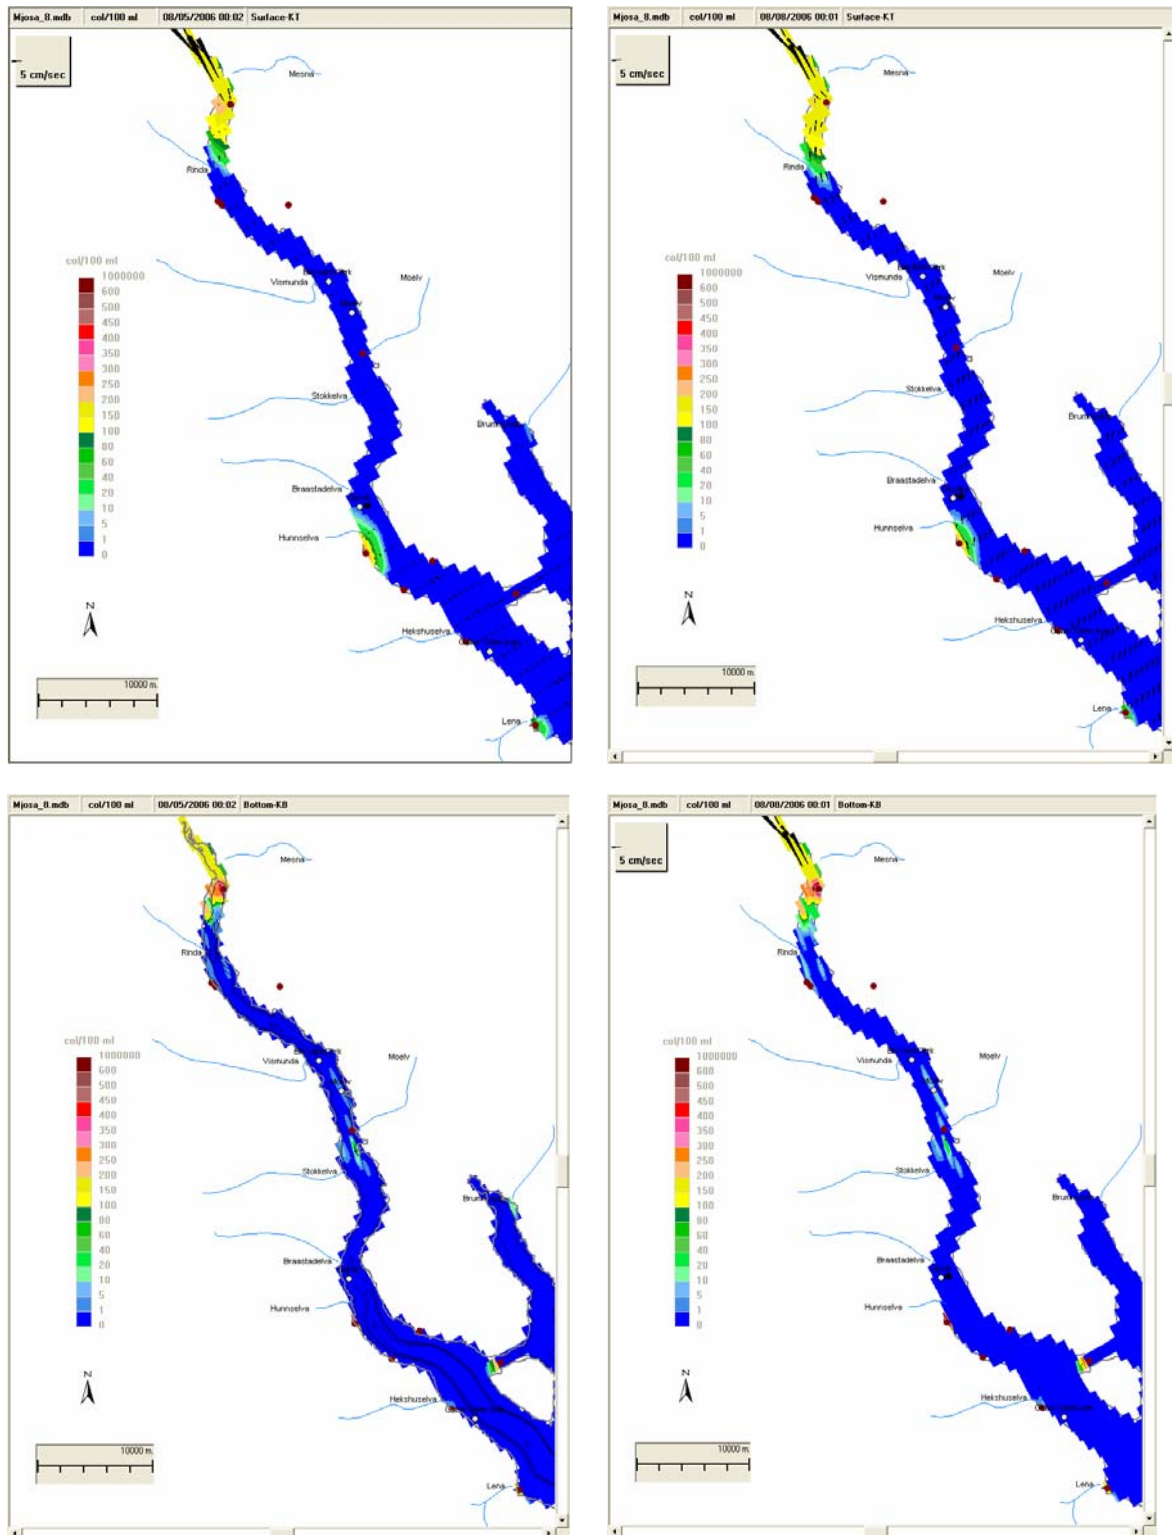 Mjosa_8.mdb col/100 ml 08/05/2006 00:02 Surface-KT
5 cm/sec
Mesna
Rinda
col/100 ml
1000000
600
500
450
400
350
300
250
200
150
100
80
60
40
20
10
5
1
0
Vismunda
Moelv
Stokkelva
Braastadelva
Hunnselva
N
Hekshuselva
10000 m.
Lena
Mjosa_8.mdb col/100 ml 08/08/2006 00:01 Surface-KT
5 cm/sec
Mesna
Rinda
col/100 ml
1000000
600
500
450
400
350
300
250
200
150
100
80
60
40
20
10
5
1
0
Vismunda
Moelv
Stokkelva
Braastadelva
Hunnselva
N
Hekshuselva
10000 m.
Lena
Mjosa_8.mdb col/100 ml 08/05/2006 00:02 Bottom-KB
Mesna
Rinda
col/100 ml
1000000
600
500
450
400
350
300
250
200
150
100
80
60
40
20
10
5
1
0
Vismunda
Moelv
Stokkelva
Braastadelva
Hunnselva
N
Hekshuselva
10000 m.
Lena
Mjosa_8.mdb col/100 ml 08/08/2006 00:01 Bottom-KB
5 cm/sec
Mesna
Rinda
col/100 ml
1000000
600
500
450
400
350
300
250
200
150
100
80
60
40
20
10
5
1
0
Vismunda
Moelv
Stokkelva
Braastadelva
Hunnselva
N
Hekshuselva
10000 m.
Lena